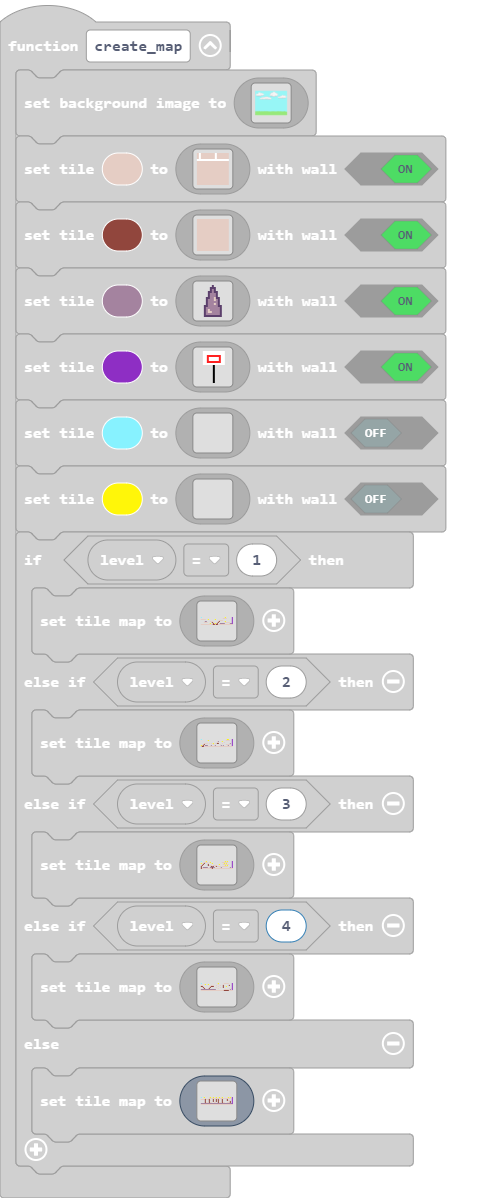 function create_map
set background image to
set tile to with wall ON
set tile to with wall ON
set tile to with wall ON
set tile to with wall ON
set tile to with wall OFF
set tile to with wall OFF
if level = 1 then
set tile map to
else if level = 2 then
set tile map to
else if level = 3 then
set tile map to
else if level = 4 then
set tile map to
else
set tile map to